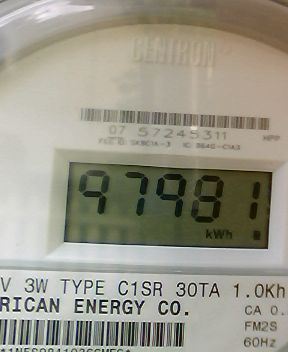 CENTRON
07 57245311
97981
kWh
V 3W TYPE C1SR 30TA 1.0Kh
RICAN ENERGY CO.
CA 0.
FM2S
60Hz